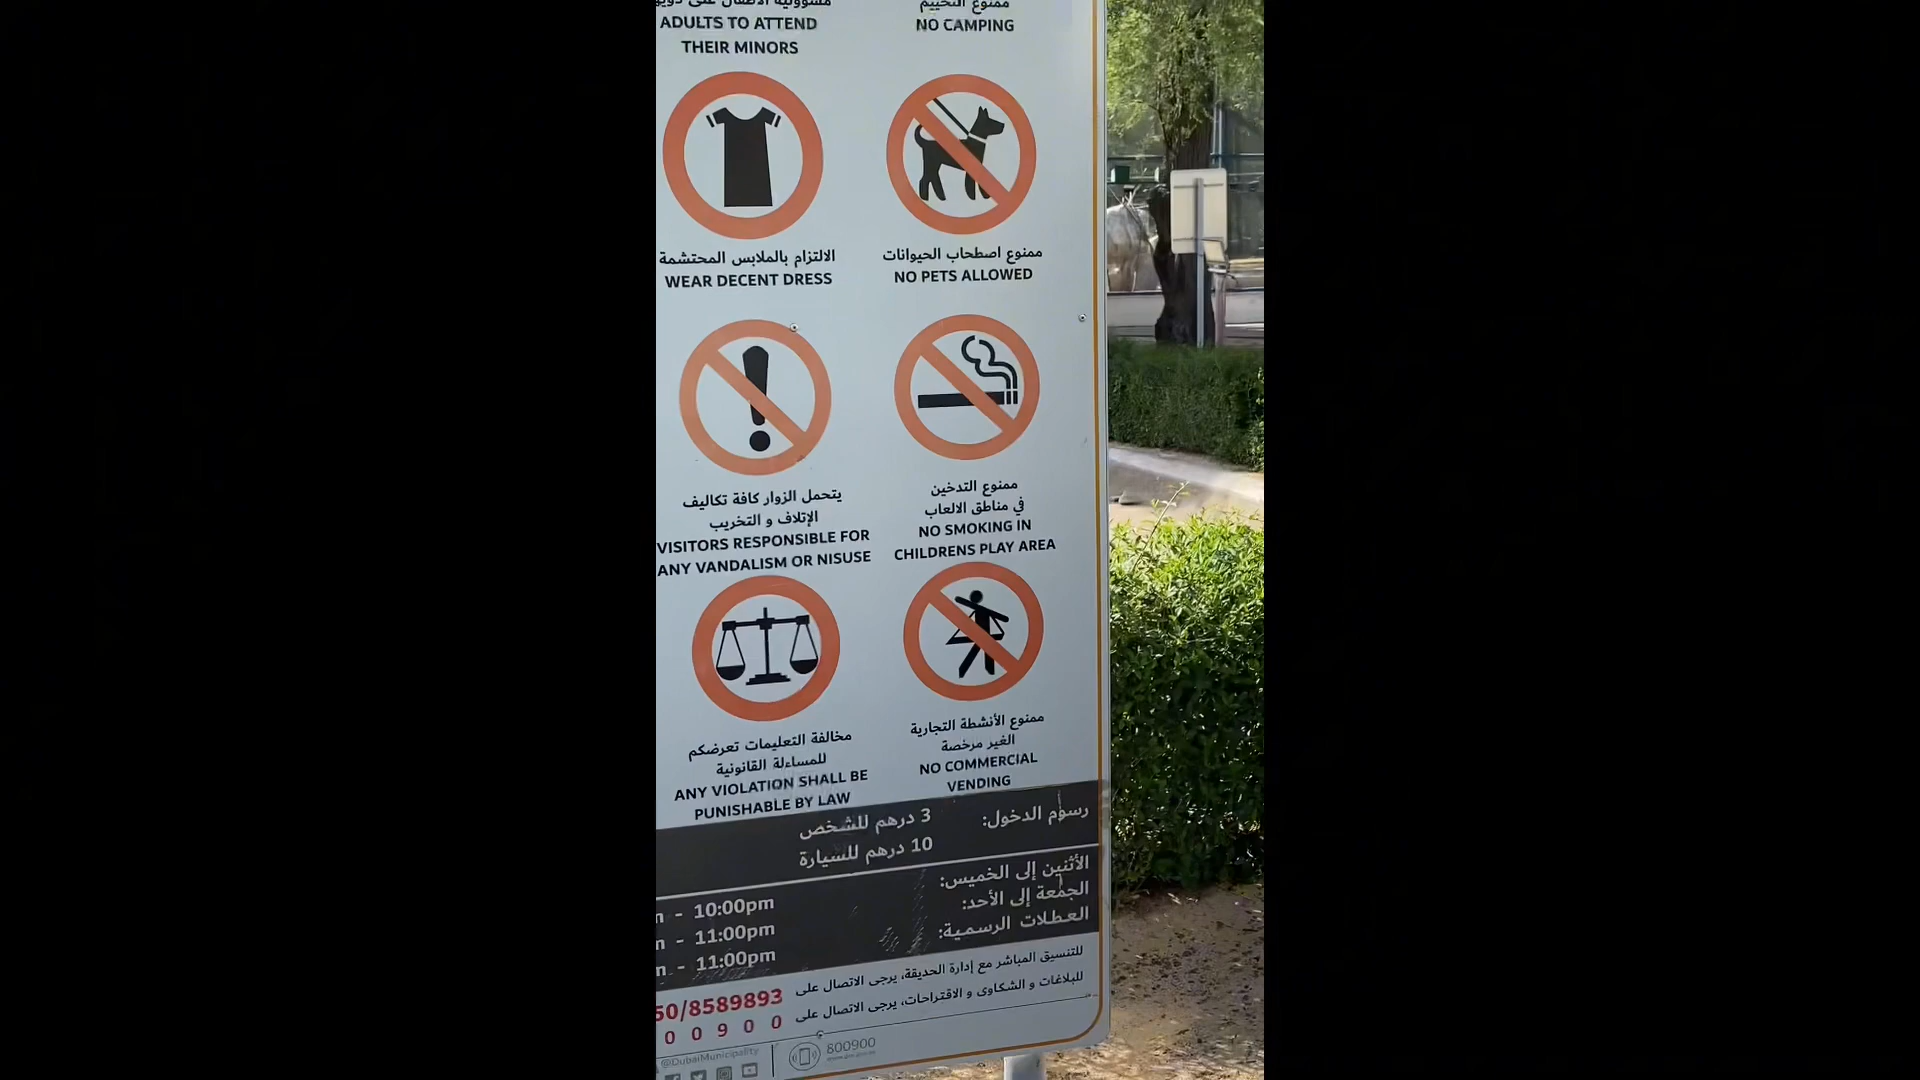 ADULTS TO ATTEND
THEIR MINORS
ممنوع التخييم
NO CAMPING
الالتزام بالملابس المحتشمة
WEAR DECENT DRESS
ممنوع اصطحاب الحيوانات
NO PETS ALLOWED
يتحمل الزوار كافة تكاليف
الإتلاف و التخريب
VISITORS RESPONSIBLE FOR
ANY VANDALISM OR NISUSE
ممنوع التدخين
في مناطق الالعاب
NO SMOKING IN
CHILDRENS PLAY AREA
مخالفة التعليمات تعرضكم
للمساءلة القانونية
ANY VIOLATION SHALL BE
PUNISHABLE BY LAW
ممنوع الأنشطة التجارية
الغير مرخصة
NO COMMERCIAL
VENDING
رسوم الدخول: 3 درهم للشخص
10 درهم للسيارة
الأثنين إلى الخميس: - 10:00pm
الجمعة إلى الأحد: - 11:00pm
العطلات الرسمية: - 11:00pm
للتنسيق المباشر مع إدارة الحديقة، يرجى الاتصال على 50/8589893
للبلاغات و الشكاوى و الاقتراحات، يرجى الاتصال على 0 0 9 0 0
@DubaiMunicipality
800900